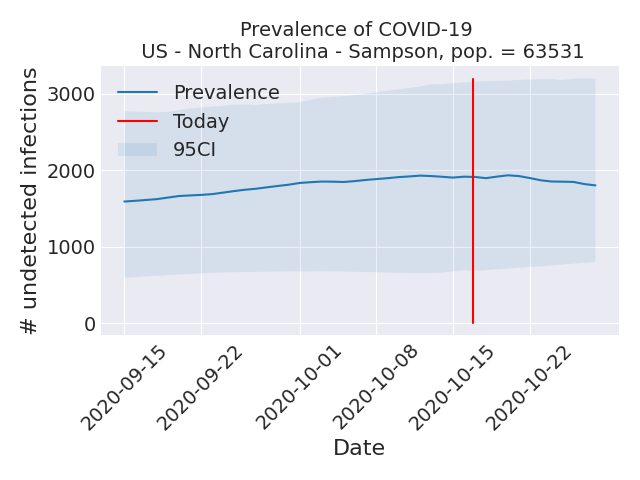 Prevalence of COVID-19
US - North Carolina - Sampson, pop. = 63531
# undetected infections
3000
2000
1000
0
Prevalence
Today
95CI
2020-09-15
2020-09-22
2020-10-01
2020-10-08
2020-10-15
2020-10-22
Date